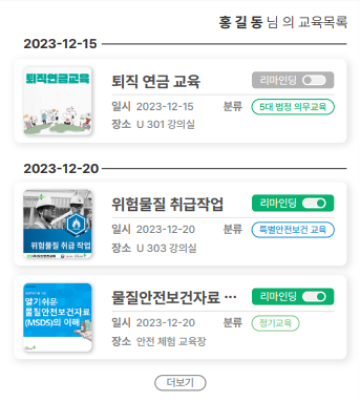 홍길동 님 의 교육목록
2023-12-15
퇴직연금교육
퇴직 연금 교육
리마인딩
일시 2023-12-15 분류 5대 법정 의무교육
장소 U 301 강의실
2023-12-20
위험물질 취급 작업
위험물질 취급작업
리마인딩
일시 2023-12-20 분류 특별안전보건 교육
장소 U 303 강의실
알기쉬운
물질안전보건자료
(MSDS)의 이해
물질안전보건자료 ···
리마인딩
일시 2023-12-20 분류 정기교육
장소 안전 체험 교육장
더보기